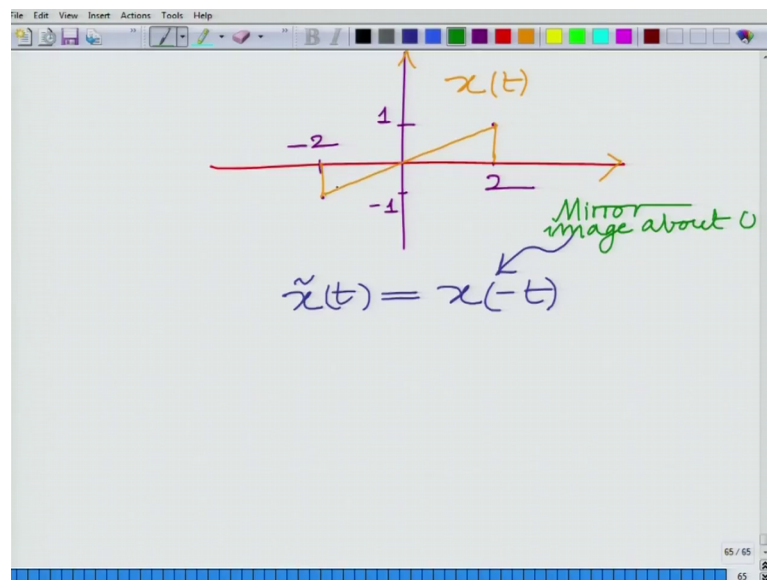 File Edit View Insert Actions Tools Help
B I
x(t)
1
-2
2
-1
Mirror
image about 0
x̃(t) = x(-t)
65 / 65
65